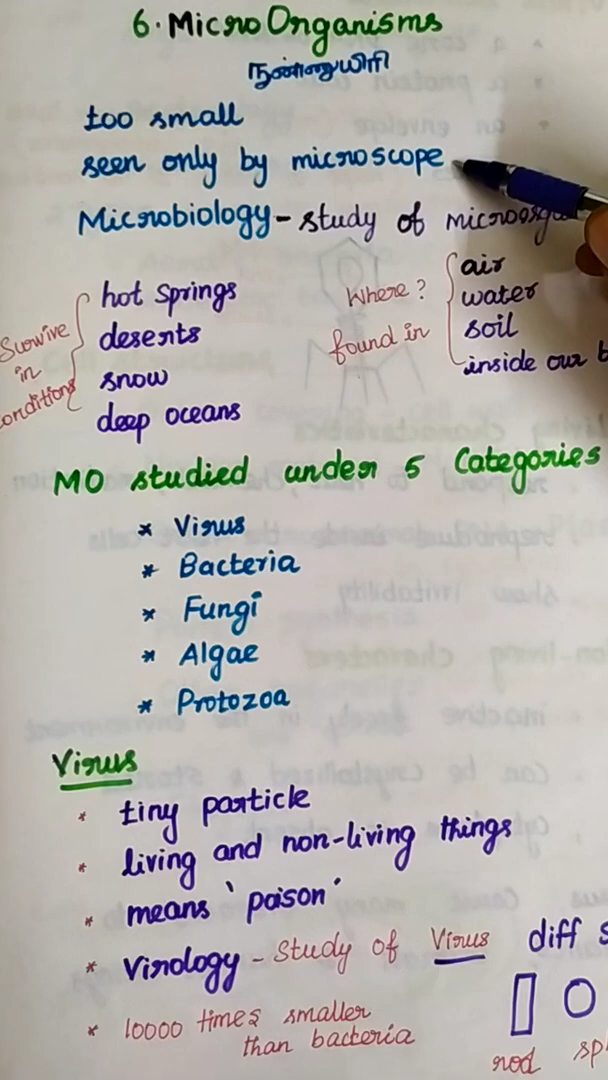 6. MicroOrganisms
நுண்ணுயிரி
too small
seen only by microscope
Microbiology - study of
Survive in conditions
hot springs
deserts
snow
deep oceans
Where? found in
air
water
soil
inside our
MO studied under 5 Categories
* Virus
* Bacteria
* Fungi
* Algae
* Protozoa
Virus
* tiny particle
* living and non-living things
* means 'poison'
* Virology - Study of Virus
* 10000 times smaller
than bacteria
diff
rod